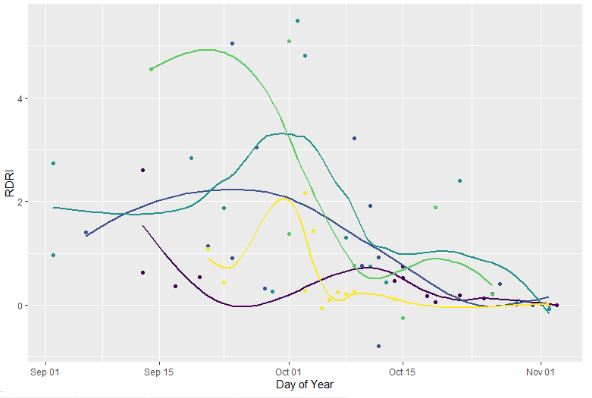 RDRI
4
2
0
Sep 01
Sep 15
Oct 01
Oct 15
Nov 01
Day of Year